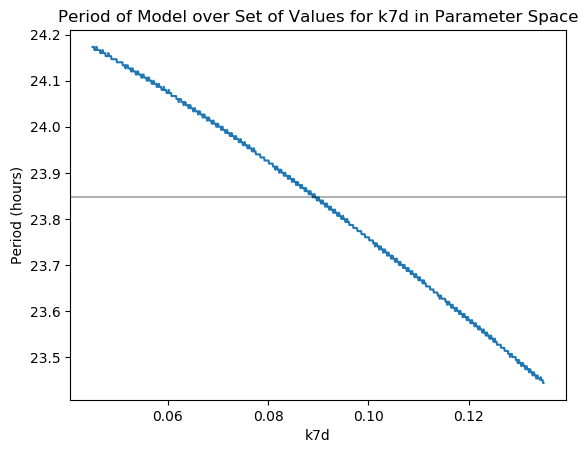 Period of Model over Set of Values for k7d in Parameter Space
24.2
24.1
24.0
23.9
23.8
23.7
23.6
23.5
Period (hours)
0.06 0.08 0.10 0.12
k7d